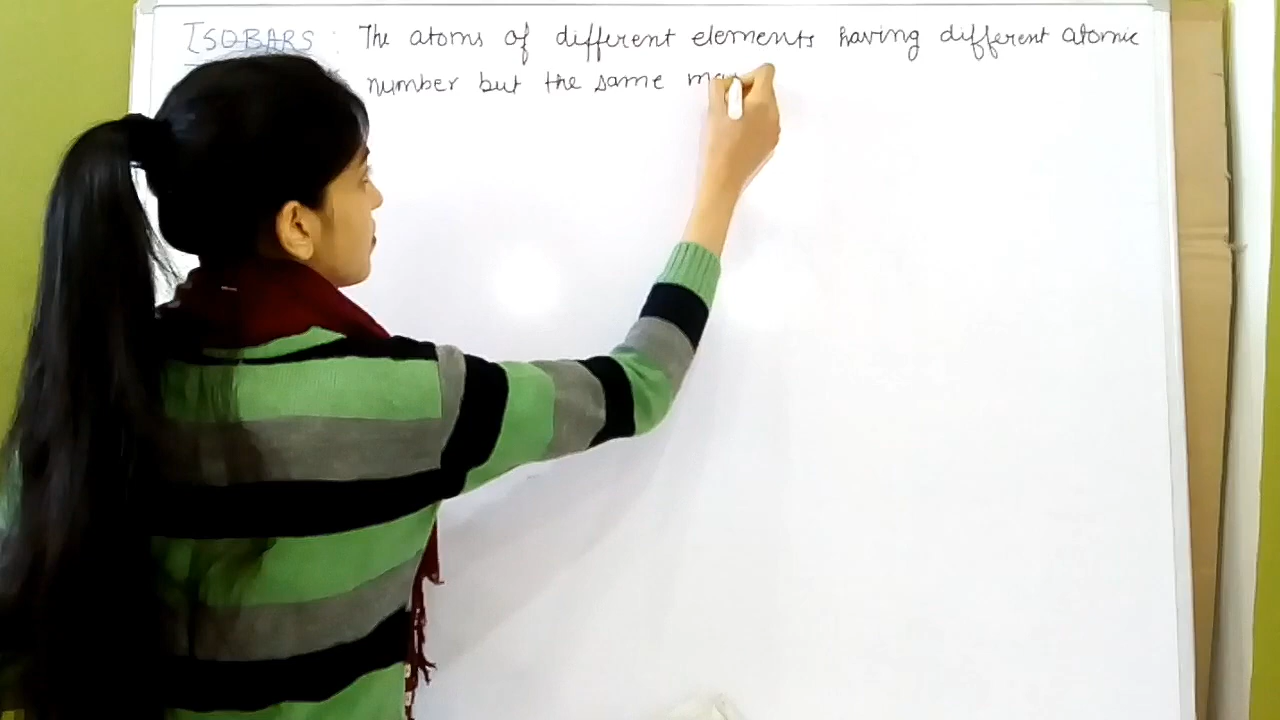 ISOBARS : The atoms of different elements having different atomic
number but the same